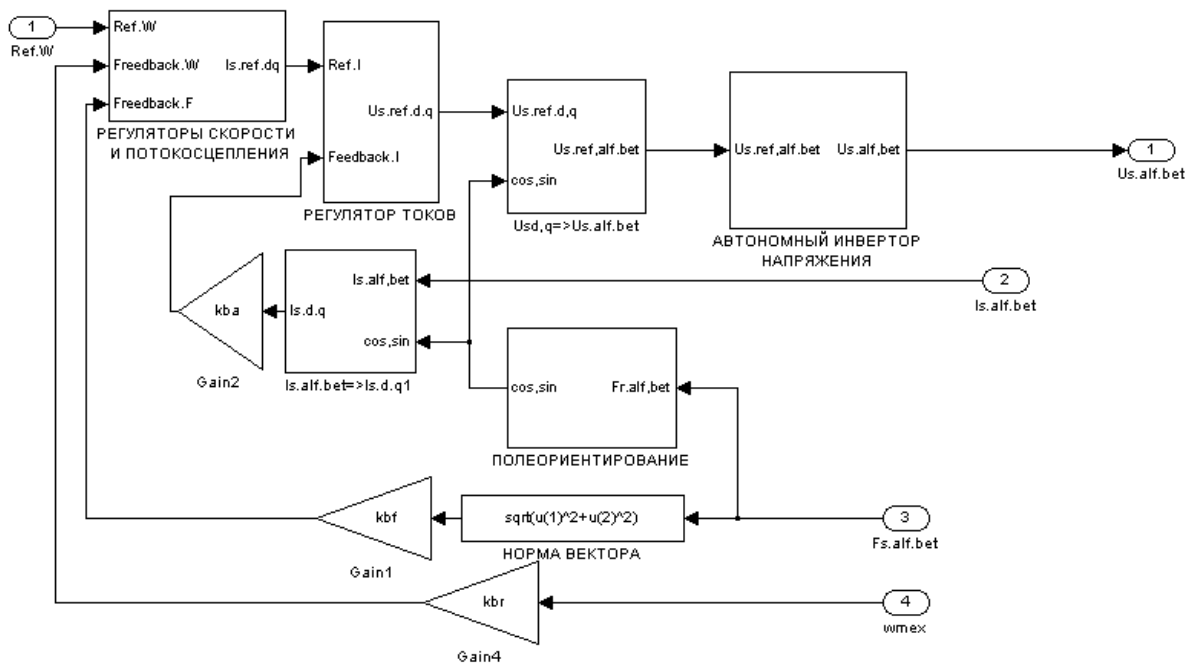 1
Ref.W
Ref.W
Freedback.W
Freedback.F
Is.ref.dq
РЕГУЛЯТОРЫ СКОРОСТИ
И ПОТОКОСЦЕПЛЕНИЯ
Ref.I
Us.ref.d.q
Feedback.I
РЕГУЛЯТОР ТОКОВ
Us.ref.d,q
Us.ref,alf.bet
cos,sin
Usd,q=>Us.alf.bet
Us.ref,alf.bet
Us.alf,bet
АВТОНОМНЫЙ ИНВЕРТОР
НАПРЯЖЕНИЯ
1
Us.alf.bet
kba
Gain2
Is.alf,bet
Is.d.q
cos,sin
Is.alf.bet=>Is.d.q1
2
Is.alf.bet
cos,sin
Fr.alf,bet
ПОЛЕОРИЕНТИРОВАНИЕ
kbf
Gain1
sqrt(u(1)^2+u(2)^2)
НОРМА ВЕКТОРА
3
Fs.alf.bet
kbr
Gain4
4
wmex